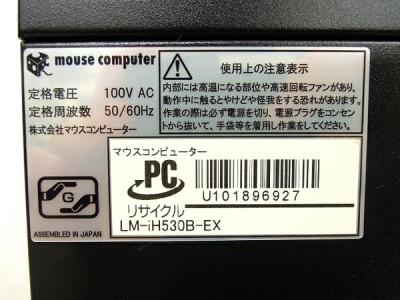 mouse computer
定格電圧 100V AC
定格周波数 50/60Hz
株式会社マウスコンピューター
使用上の注意表示
内部には高温になる部位や高速回転ファンがあり、
動作中に触るとやけどや怪我をする恐れがあります。
作業の際は必ず電源を切り、電源プラグをコンセン
トから抜いて、手袋等を着用し作業してください。
マウスコンピューター
PC
リサイクル
U101896927
LM-iH530B-EX
G
ASSEMBLED IN JAPAN